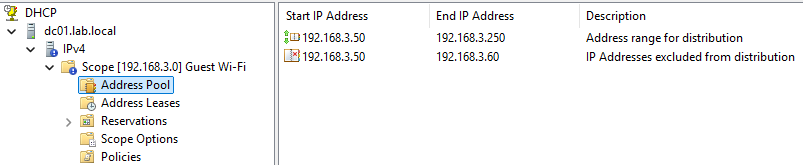 DHCP
dc01.lab.local
IPv4
Scope [192.168.3.0] Guest Wi-Fi
Address Pool
Address Leases
Reservations
Scope Options
Policies
Start IP Address End IP Address Description
192.168.3.50 192.168.3.250 Address range for distribution
192.168.3.50 192.168.3.60 IP Addresses excluded from distribution